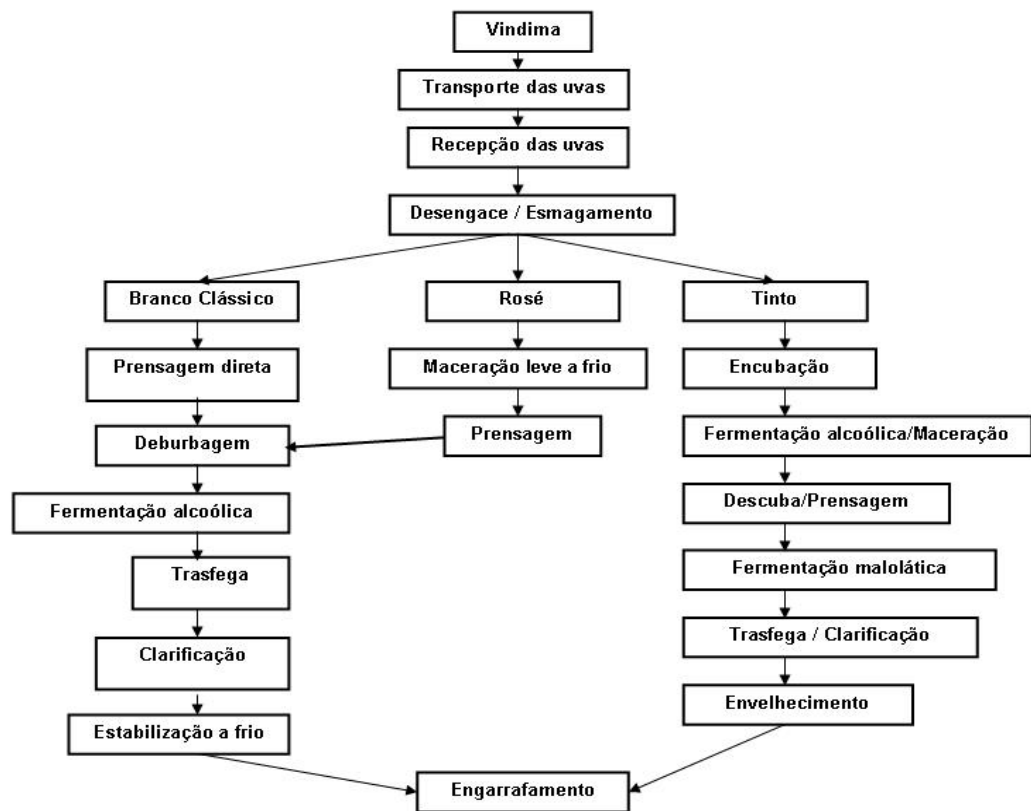 Vindima
Transporte das uvas
Recepção das uvas
Desengace / Esmagamento
Branco Clássico
Rosé
Tinto
Prensagem direta
Maceração leve a frio
Encubação
Deburbagem
Prensagem
Fermentação alcoólica/Maceração
Fermentação alcoólica
Descuba/Prensagem
Trasfega
Fermentação malolática
Clarificação
Trasfega / Clarificação
Estabilização a frio
Envelhecimento
Engarrafamento